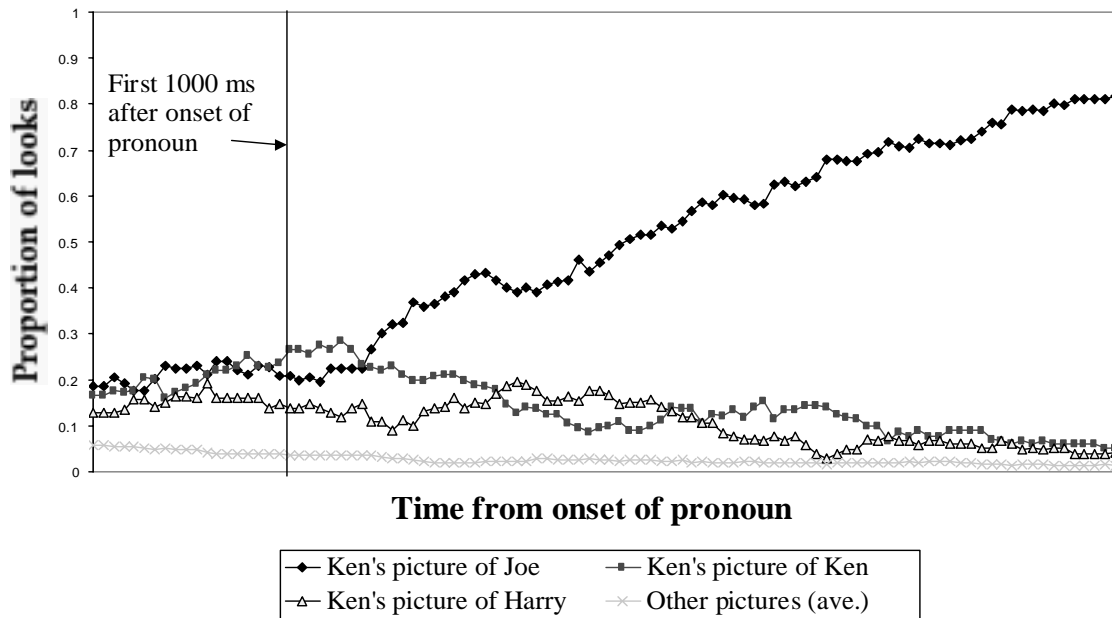 1
0.9
0.8
0.7
0.6
0.5
0.4
0.3
0.2
0.1
0
Proportion of looks
First 1000 ms
after onset of
pronoun
Time from onset of pronoun
Ken's picture of Joe
Ken's picture of Ken
Ken's picture of Harry
Other pictures (ave.)